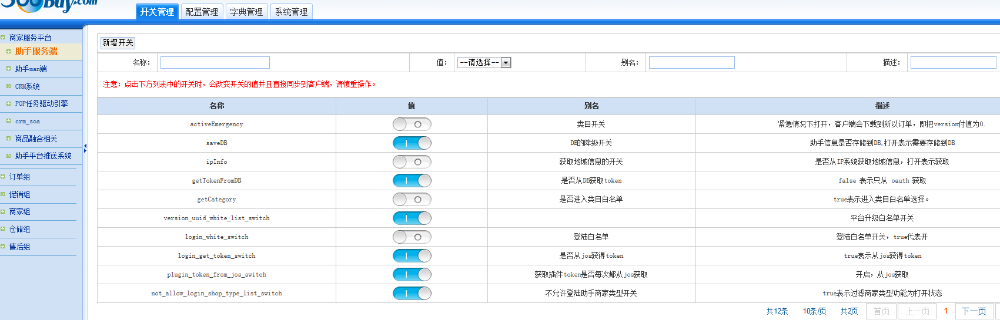 360buy.com
开关管理 配置管理 字典管理 系统管理
商家服务平台
助手服务端
助手man端
CRM系统
POP任务驱动引擎
crm_soa
商品融合相关
助手平台推送系统
订单组
促销组
商家组
仓储组
售后组
新增开关
名称： 值： --请选择-- 别名： 描述：
注意：点击下方列表中的开关时，会改变开关的值并且直接同步到客户端，请慎重操作。
名称 值 别名 描述
activeEmergency 类目开关 紧急情况下打开，客户端会下载到所以订单，即把version付值为0.
saveDB DB的降级开关 助手信息是否存储到DB,打开表示需要存储到DB
ipInfo 获取地域信息的开关 是否从IP系统获取地域信息，打开表示获取
getTokenFromDB 是否从DB获取token false 表示只从 oauth 获取
getCategory 是否进入类目白名单 true表示进入类目白名单选择。
version_uuid_white_list_switch 平台升级白名单开关
login_white_switch 登陆白名单 登陆白名单开关，true代表开
login_get_token_switch 是否从jos获得token true表示从jos获得token
plugin_token_from_jos_switch 获取插件token是否每次都从jos获取 开启，从jos获取
not_allow_login_shop_type_list_switch 不允许登陆助手商家类型开关 true表示过滤商家类型功能为打开状态
共12条 10条/页 共2页 首页 上一页 1 下一页